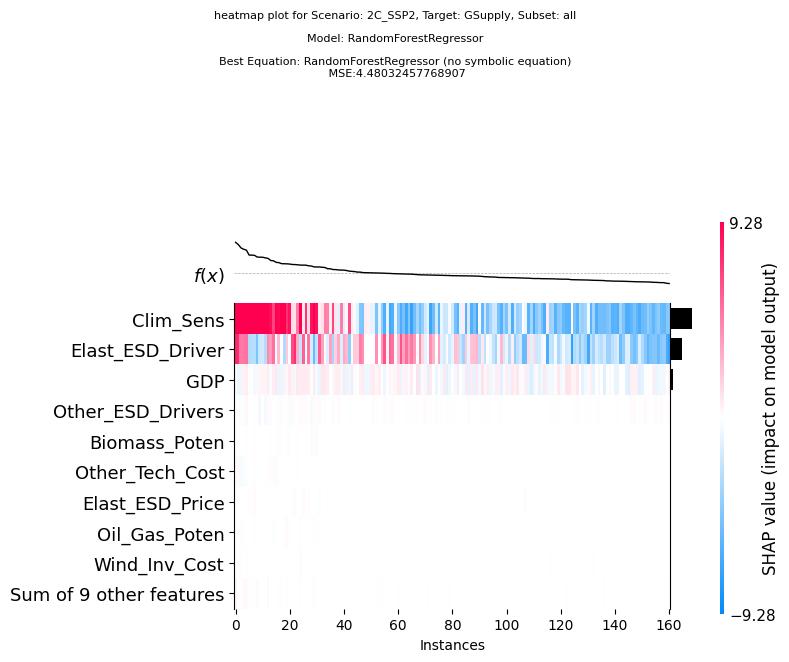 heatmap plot for Scenario: 2C_SSP2, Target: GSupply, Subset: all
Model: RandomForestRegressor
Best Equation: RandomForestRegressor (no symbolic equation)
MSE:4.48032457768907
f(x)
Clim_Sens
Elast_ESD_Driver
GDP
Other_ESD_Drivers
Biomass_Poten
Other_Tech_Cost
Elast_ESD_Price
Oil_Gas_Poten
Wind_Inv_Cost
Sum of 9 other features
0 20 40 60 80 100 120 140 160
Instances
9.28
SHAP value (impact on model output)
−9.28